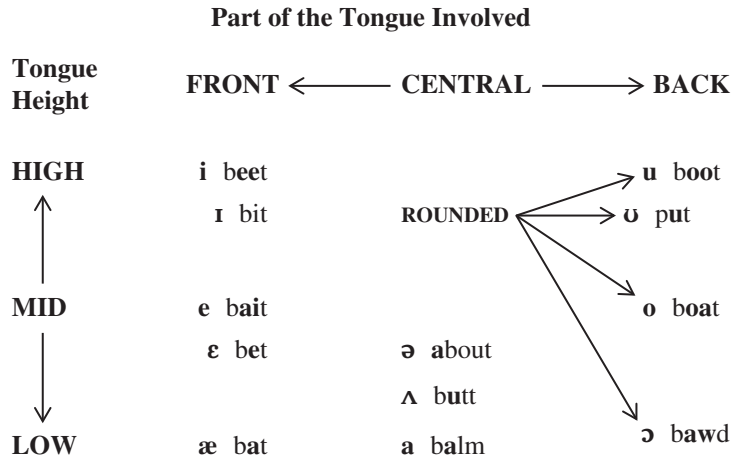 Part of the Tongue Involved
Tongue
Height
FRONT CENTRAL BACK
HIGH i beet u boot
ɪ bit ROUNDED ʊ put
MID e bait o boat
ɛ bet ə about
ʌ butt
LOW æ bat a balm ɔ bawd